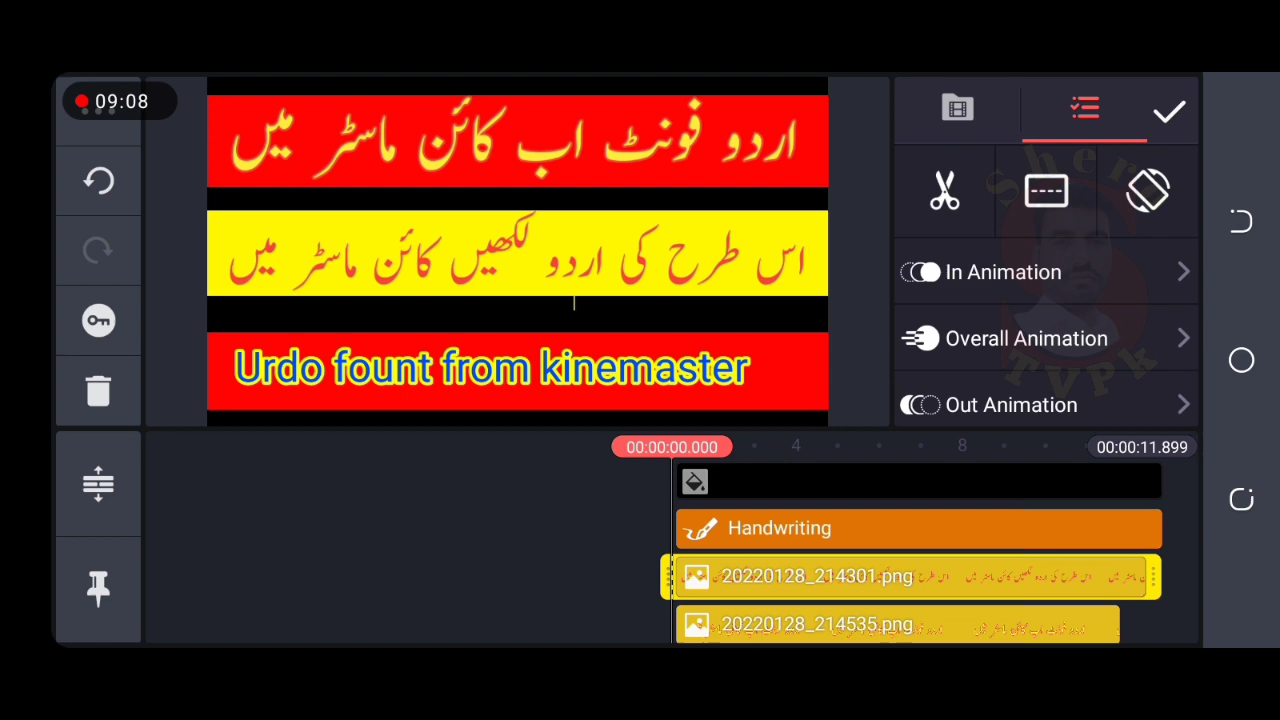 09:08
اردو فونٹ اب کائن ماسٹر میں
اس طرح کی اردو لکھیں کائن ماسٹر میں
Urdo fount from kinemaster
Sher
TVPk
In Animation
Overall Animation
Out Animation
00:00:00.000
4
8
00:00:11.899
Handwriting
20220128_214301.png
20220128_214535.png